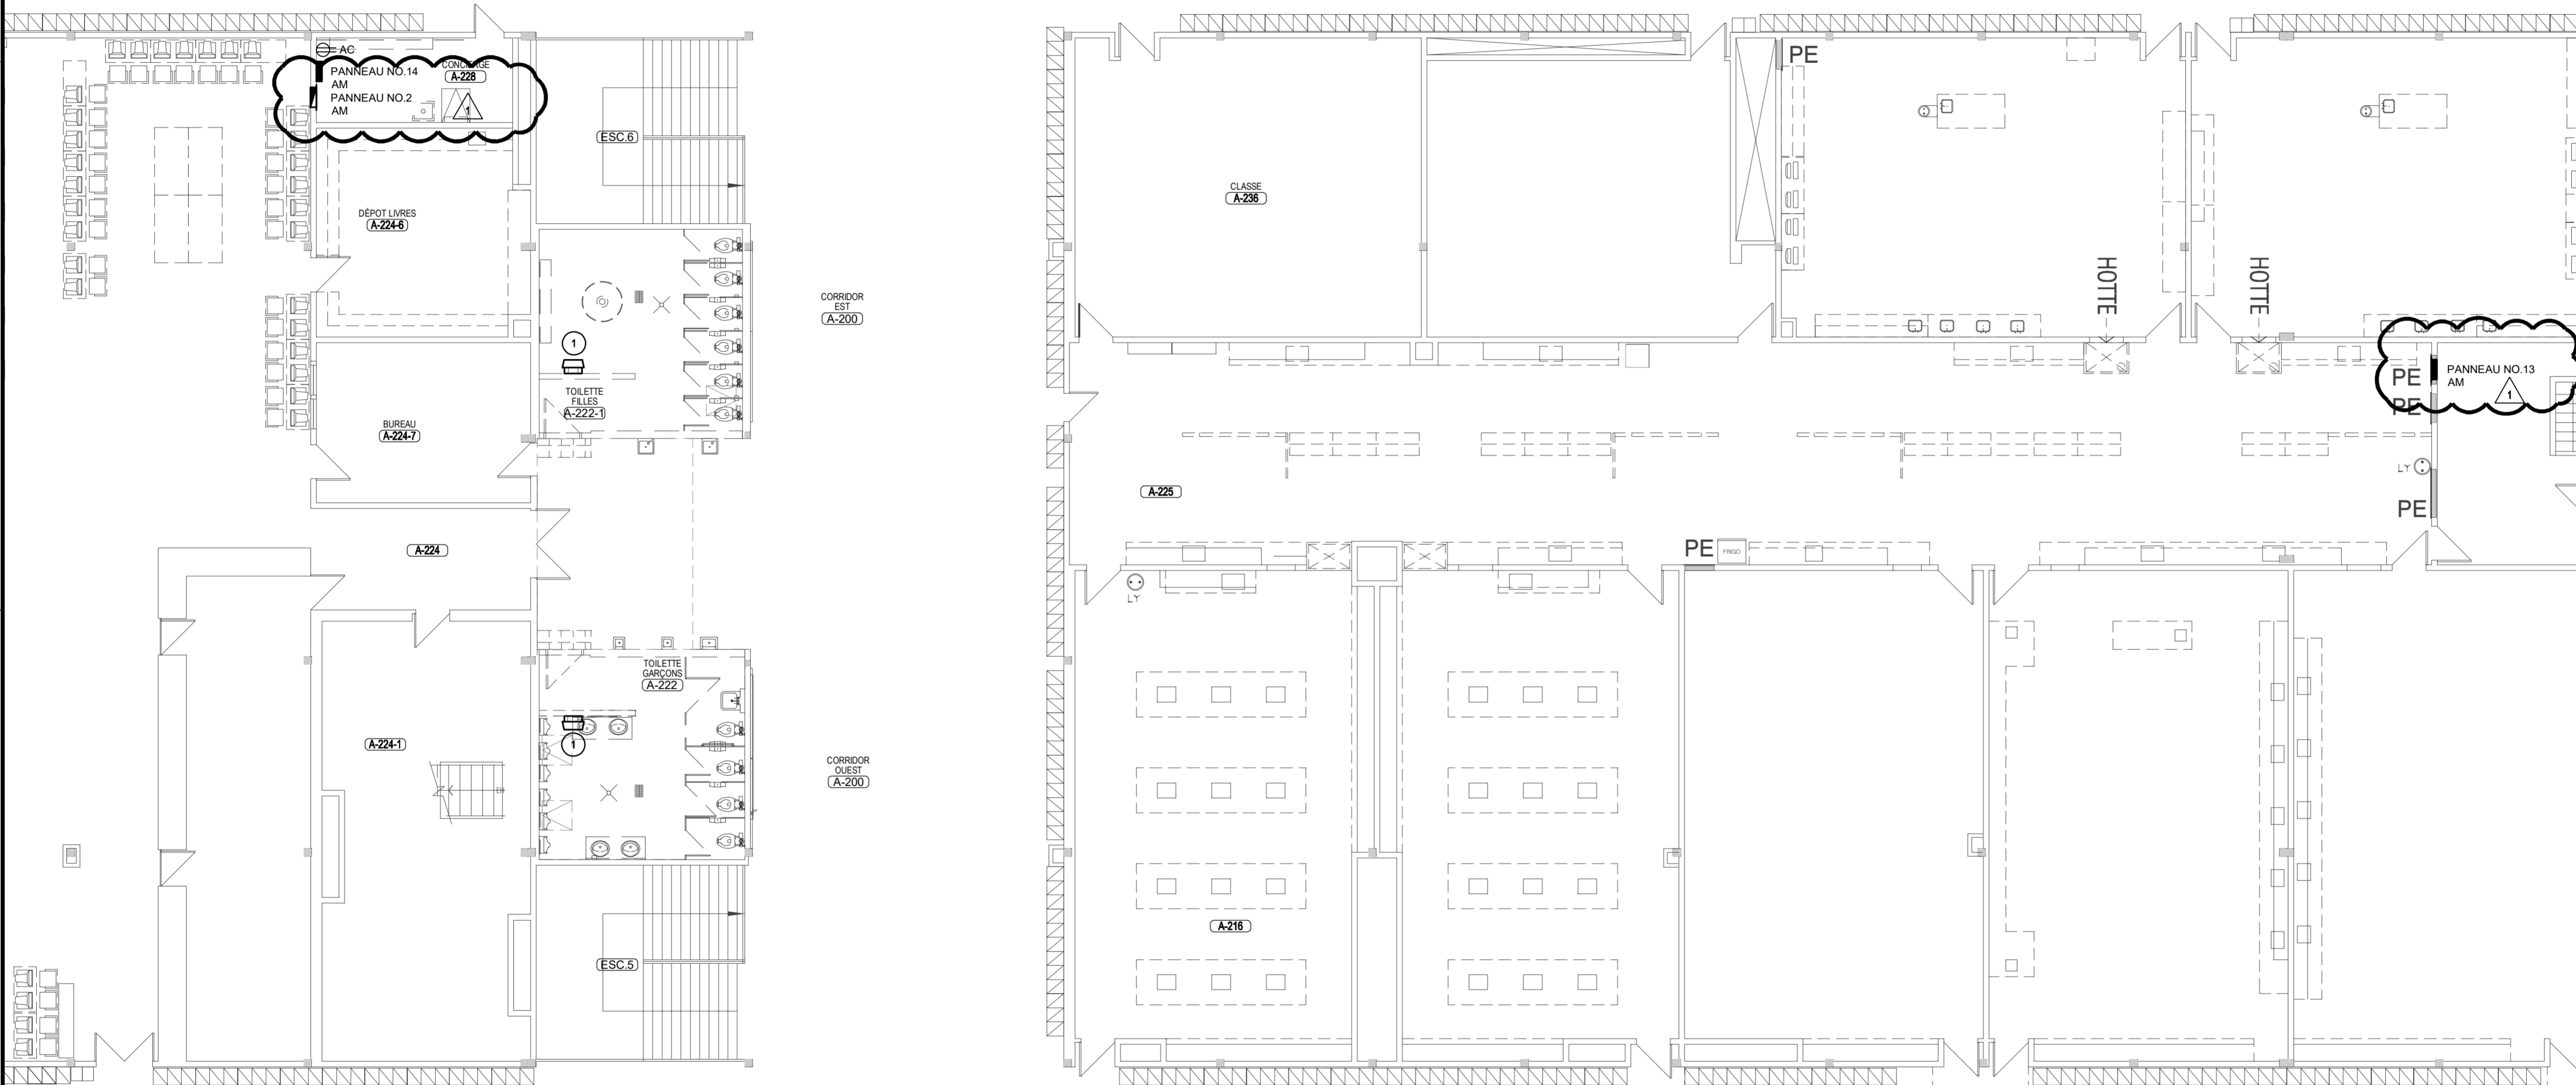 AC
PANNEAU NO.14
AM
PANNEAU NO.2
AM
CONCIERGE
A-228
1
ESC.6
DÉPOT LIVRES
A-224-6
1
TOILETTE
FILLES
A-222-1
BUREAU
A-224-7
CORRIDOR
EST
A-200
A-224
TOILETTE
GARÇONS
A-222
1
A-224-1
CORRIDOR
OUEST
A-200
ESC.5
CLASSE
A-236
PE
HOTTE
HOTTE
PE
PANNEAU NO.13
AM
1
PE
A-225
LY
PE
PE
FRIGO
LY
A-216